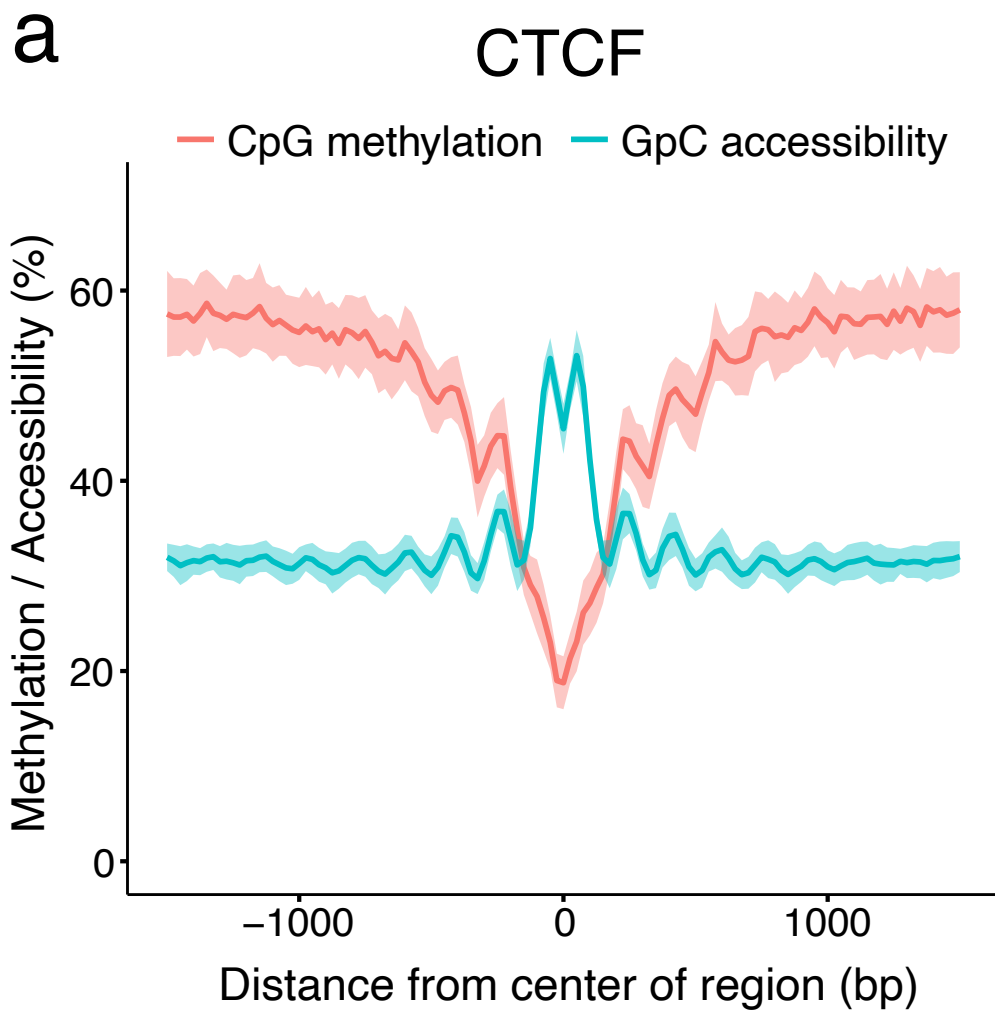 a
CTCF
CpG methylation GpC accessibility
Methylation / Accessibility (%)
60
40
20
0
−1000 0 1000
Distance from center of region (bp)